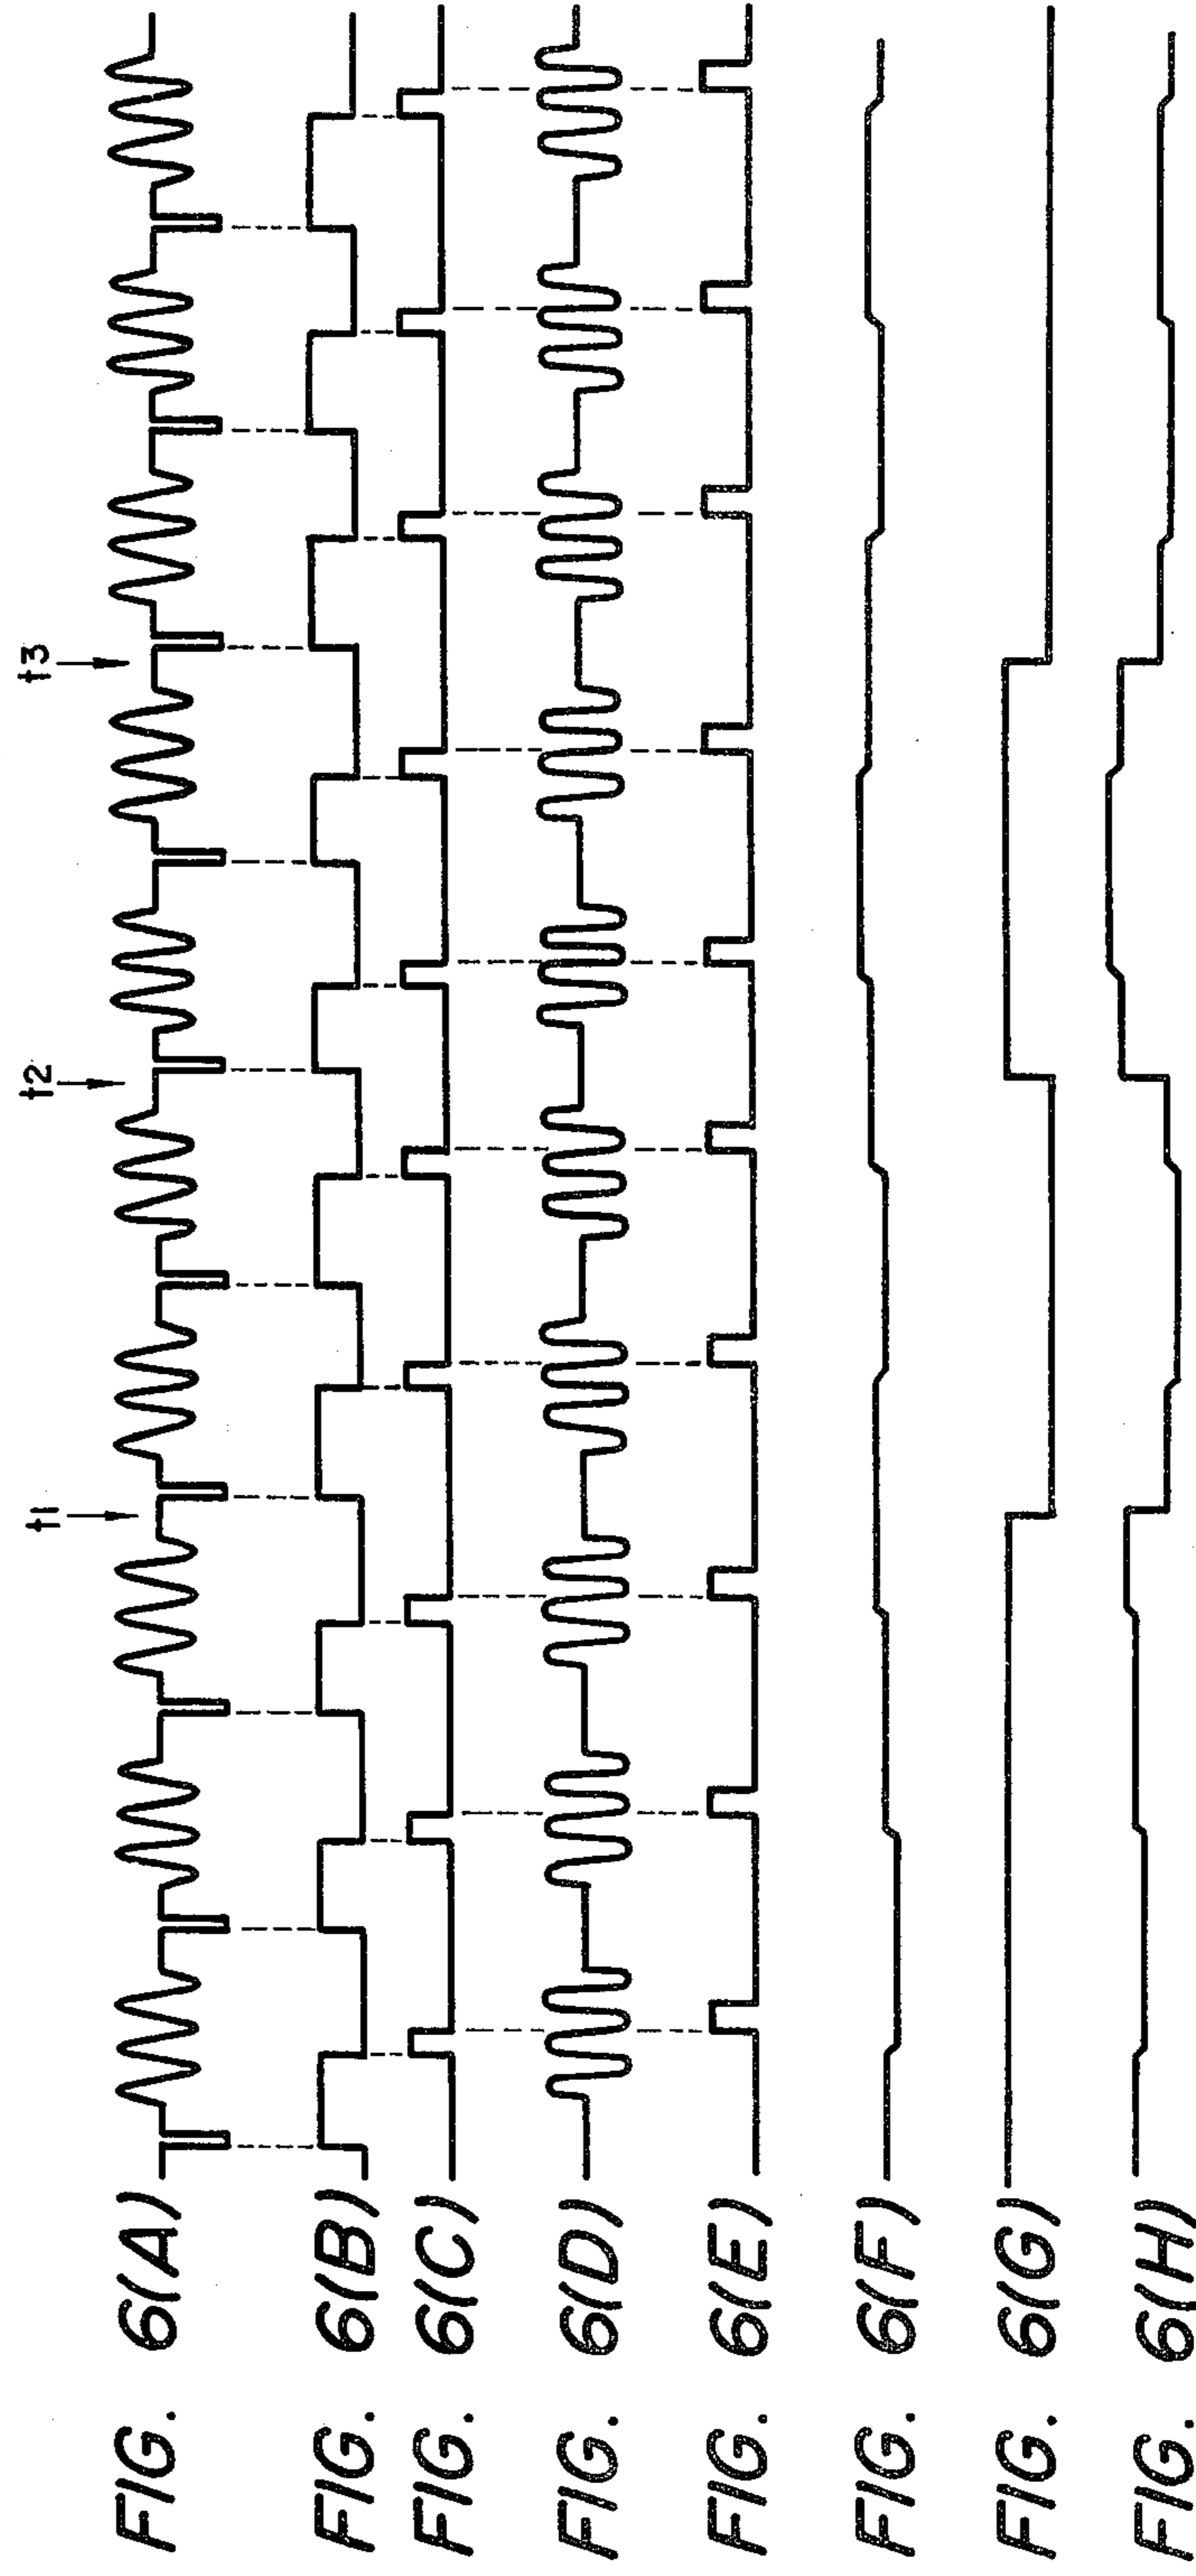 t1
t2
t3
FIG. 6(A)
FIG. 6(B)
FIG. 6(C)
FIG. 6(D)
FIG. 6(E)
FIG. 6(F)
FIG. 6(G)
FIG. 6(H)